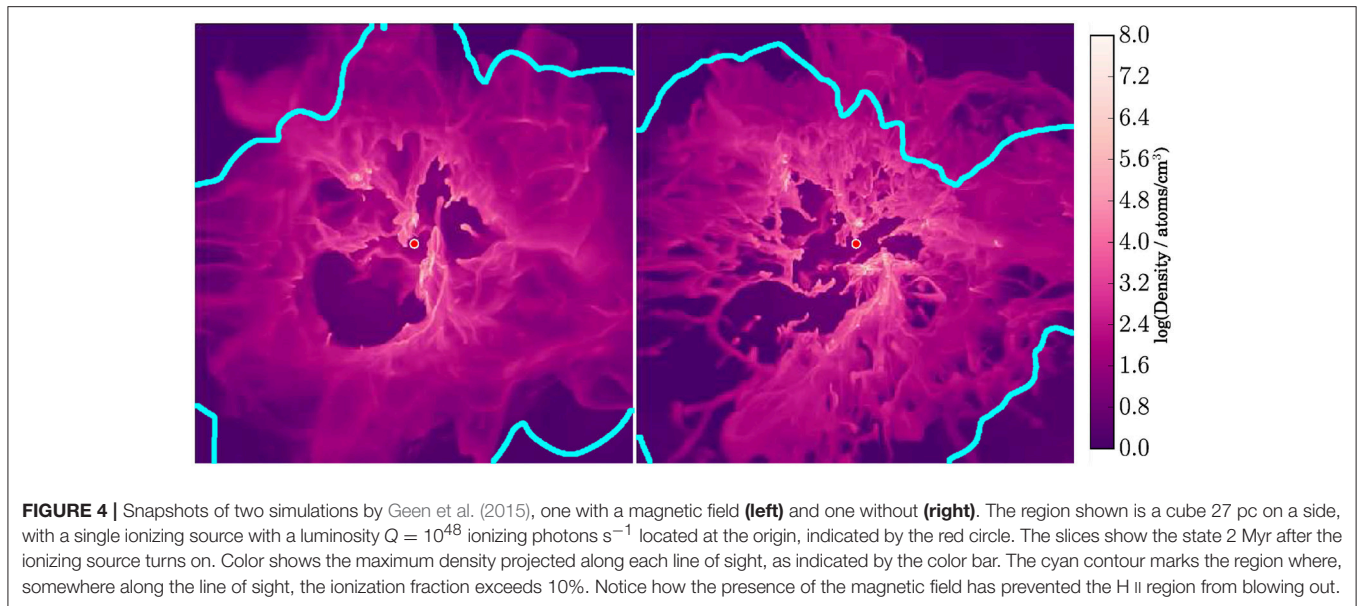 8.0
7.2
6.4
5.6
4.8
4.0
3.2
2.4
1.6
0.8
0.0
log(Density / atoms/cm³)
FIGURE 4 | Snapshots of two simulations by Geen et al. (2015), one with a magnetic field (left) and one without (right). The region shown is a cube 27 pc on a side,
with a single ionizing source with a luminosity Q = 10⁴⁸ ionizing photons s⁻¹ located at the origin, indicated by the red circle. The slices show the state 2 Myr after the
ionizing source turns on. Color shows the maximum density projected along each line of sight, as indicated by the color bar. The cyan contour marks the region where,
somewhere along the line of sight, the ionization fraction exceeds 10%. Notice how the presence of the magnetic field has prevented the H II region from blowing out.